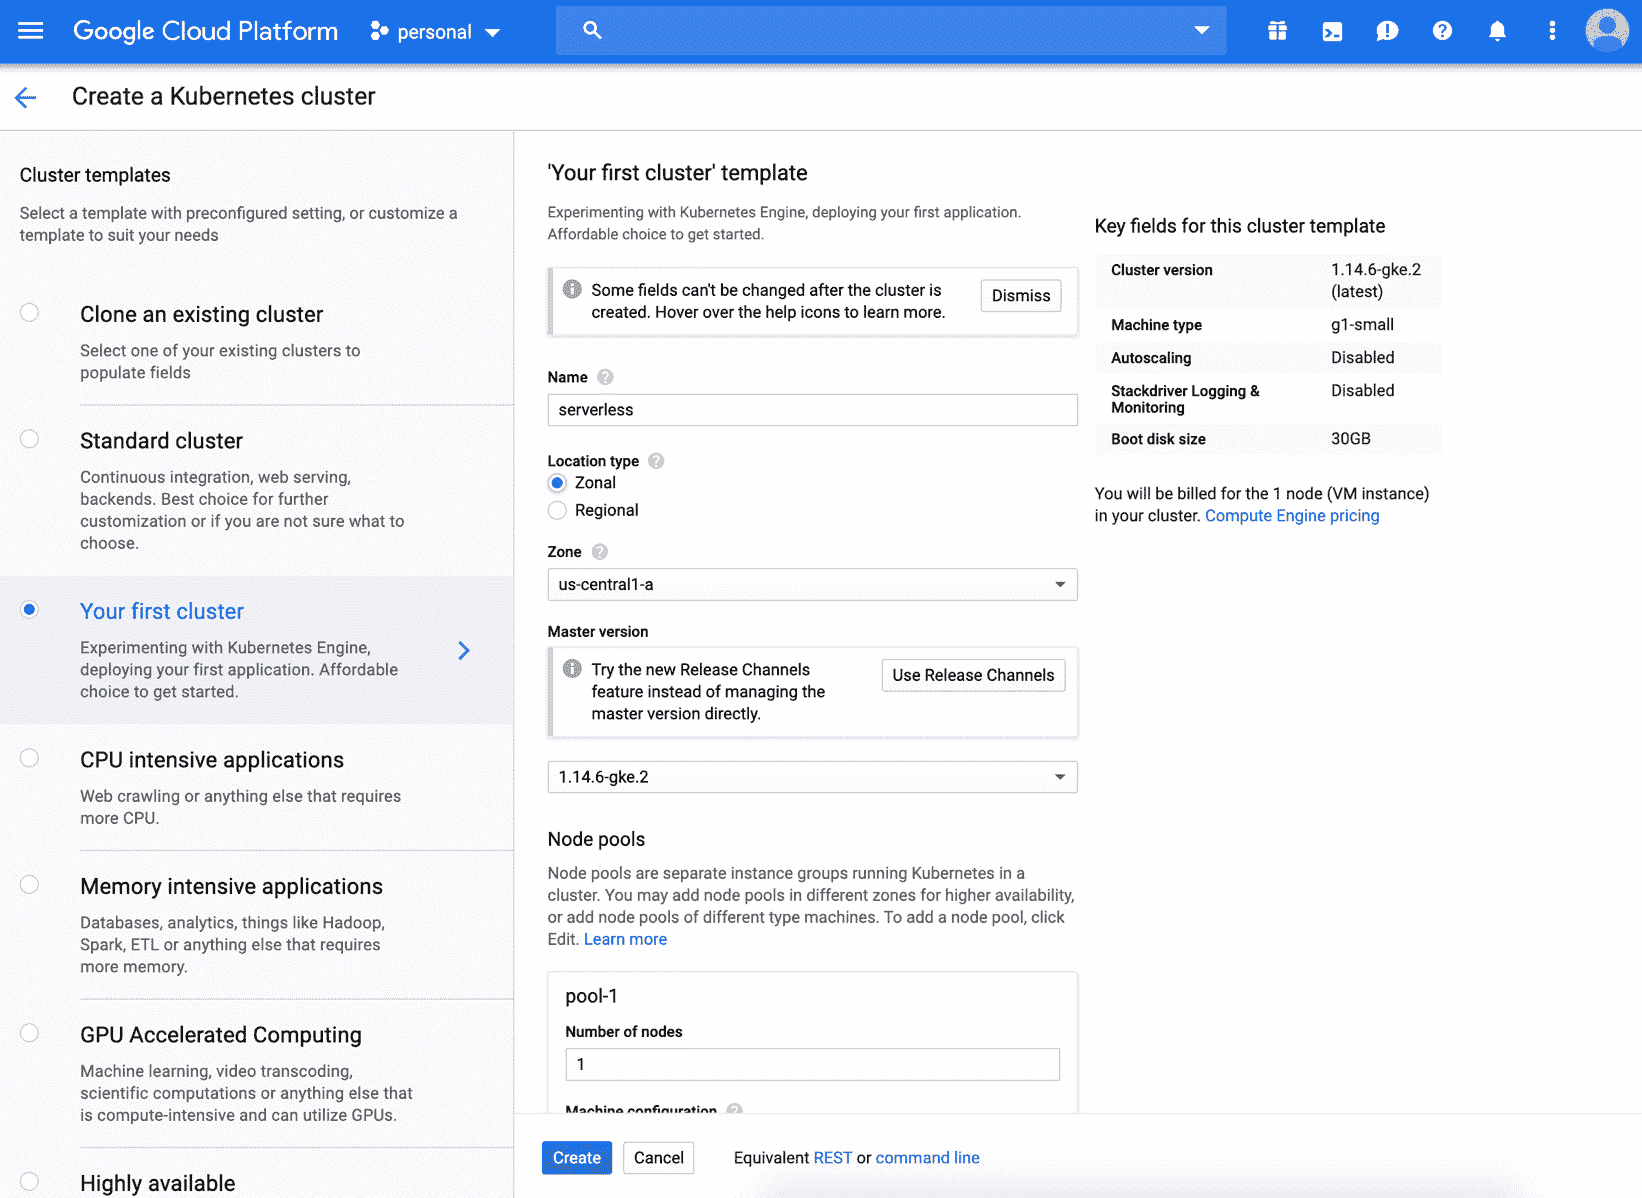 Google Cloud Platform
personal
Create a Kubernetes cluster
Cluster templates
Select a template with preconfigured setting, or customize a
template to suit your needs
Clone an existing cluster
Select one of your existing clusters to
populate fields
Standard cluster
Continuous integration, web serving,
backends. Best choice for further
customization or if you are not sure what to
choose.
Your first cluster
Experimenting with Kubernetes Engine,
deploying your first application. Affordable
choice to get started.
CPU intensive applications
Web crawling or anything else that requires
more CPU.
Memory intensive applications
Databases, analytics, things like Hadoop,
Spark, ETL or anything else that requires
more memory.
GPU Accelerated Computing
Machine learning, video transcoding,
scientific computations or anything else that
is compute-intensive and can utilize GPUs.
Highly available
'Your first cluster' template
Experimenting with Kubernetes Engine, deploying your first application.
Affordable choice to get started.
Some fields can't be changed after the cluster is
created. Hover over the help icons to learn more.
Dismiss
Name
serverless
Location type
Zonal
Regional
Zone
us-central1-a
Master version
Try the new Release Channels
feature instead of managing the
master version directly.
Use Release Channels
1.14.6-gke.2
Node pools
Node pools are separate instance groups running Kubernetes in a
cluster. You may add node pools in different zones for higher availability,
or add node pools of different type machines. To add a node pool, click
Edit. Learn more
pool-1
Number of nodes
1
Machine configuration
Create
Cancel
Equivalent REST or command line
Key fields for this cluster template
Cluster version 1.14.6-gke.2
(latest)
Machine type g1-small
Autoscaling Disabled
Stackdriver Logging & Disabled
Monitoring
Boot disk size 30GB
You will be billed for the 1 node (VM instance)
in your cluster. Compute Engine pricing